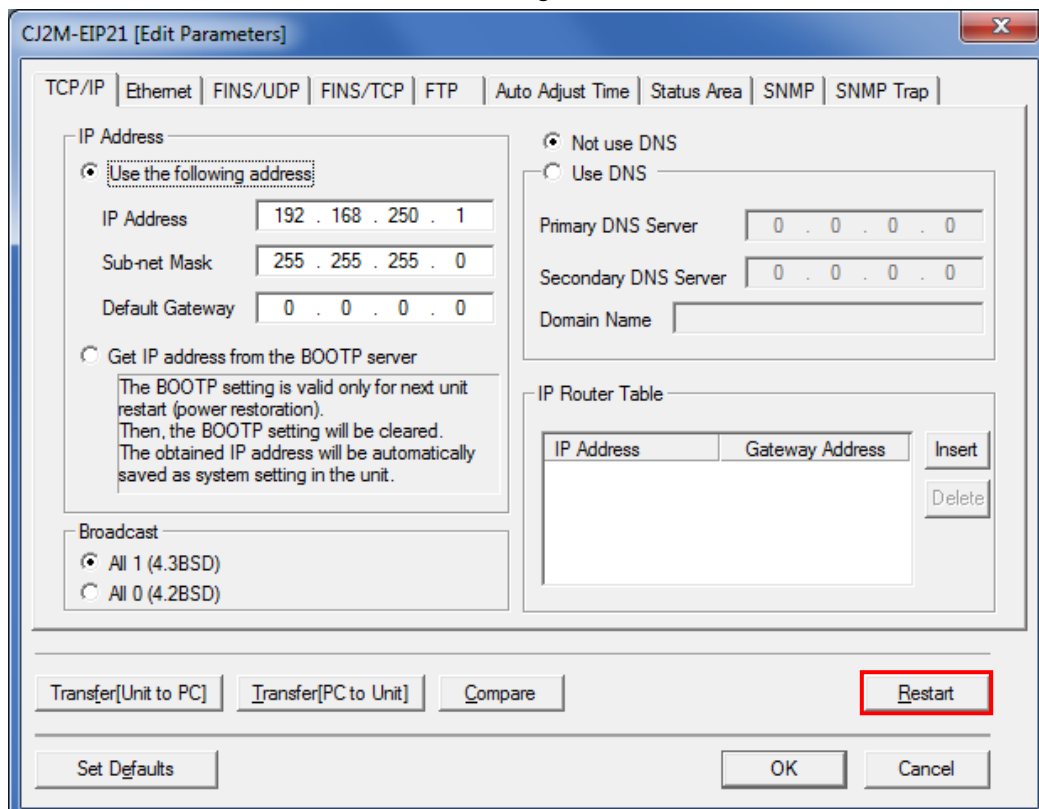 CJ2M-EIP21 [Edit Parameters]
TCP/IP Ethernet FINS/UDP FINS/TCP FTP Auto Adjust Time Status Area SNMP SNMP Trap
IP Address
Use the following address
IP Address 192 . 168 . 250 . 1
Sub-net Mask 255 . 255 . 255 . 0
Default Gateway 0 . 0 . 0 . 0
Get IP address from the BOOTP server
The BOOTP setting is valid only for next unit
restart (power restoration).
Then, the BOOTP setting will be cleared.
The obtained IP address will be automatically
saved as system setting in the unit.
Broadcast
All 1 (4.3BSD)
All 0 (4.2BSD)
Not use DNS
Use DNS
Primary DNS Server 0 . 0 . 0 . 0
Secondary DNS Server 0 . 0 . 0 . 0
Domain Name
IP Router Table
IP Address Gateway Address
Insert
Delete
Transfer[Unit to PC] Transfer[PC to Unit] Compare Restart
Set Defaults OK Cancel